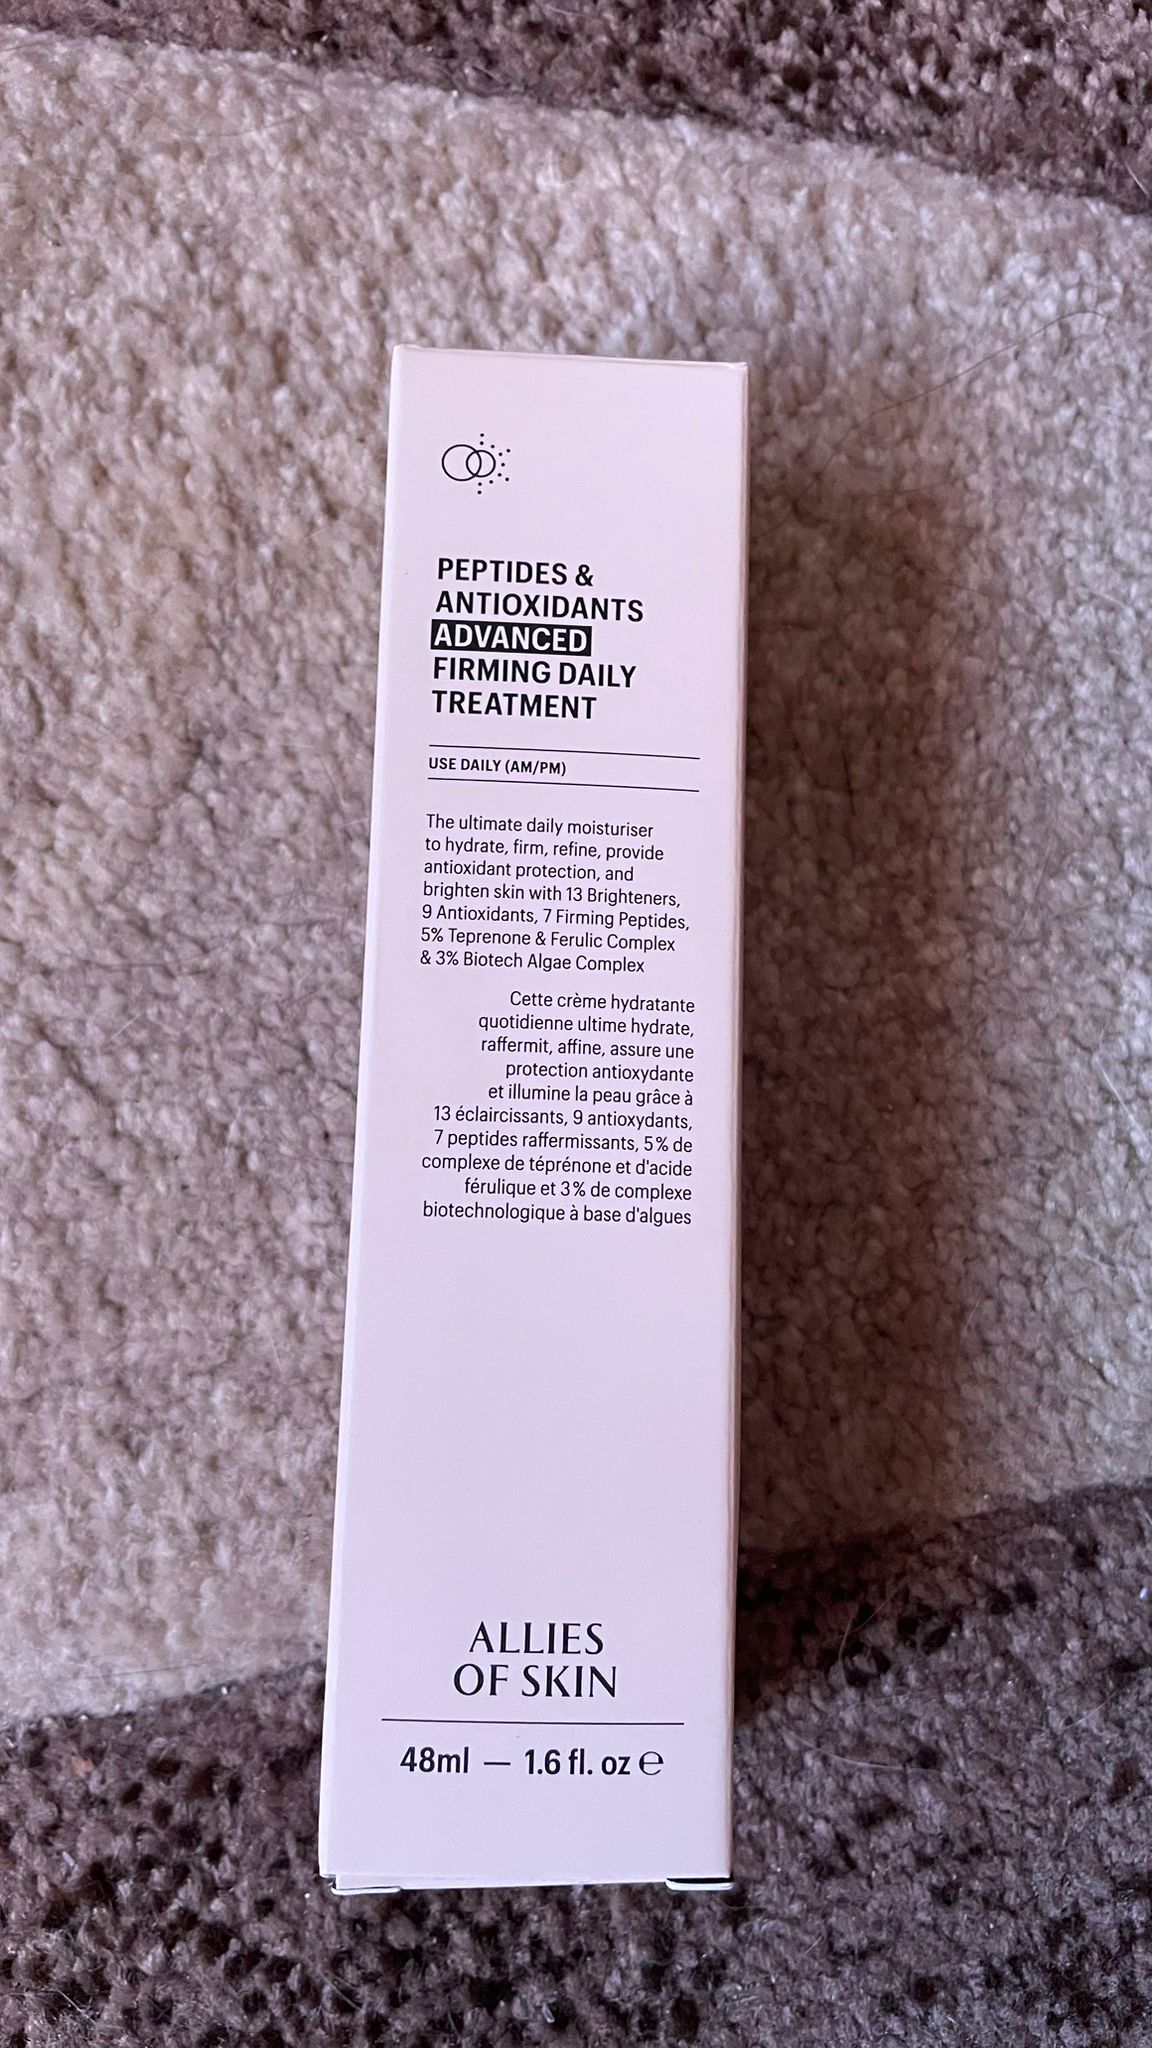 PEPTIDES &
ANTIOXIDANTS
ADVANCED
FIRMING DAILY
TREATMENT
USE DAILY (AM/PM)
The ultimate daily moisturiser
to hydrate, firm, refine, provide
antioxidant protection, and
brighten skin with 13 Brighteners,
9 Antioxidants, 7 Firming Peptides,
5% Teprenone & Ferulic Complex
& 3% Biotech Algae Complex
Cette crème hydratante
quotidienne ultime hydrate,
raffermit, affine, assure une
protection antioxydante
et illumine la peau grâce à
13 éclaircissants, 9 antioxydants,
7 peptides raffermissants, 5% de
complexe de téprénone et d'acide
férulique et 3% de complexe
biotechnologique à base d'algues
ALLIES
OF SKIN
48ml — 1.6 fl. oz ℮